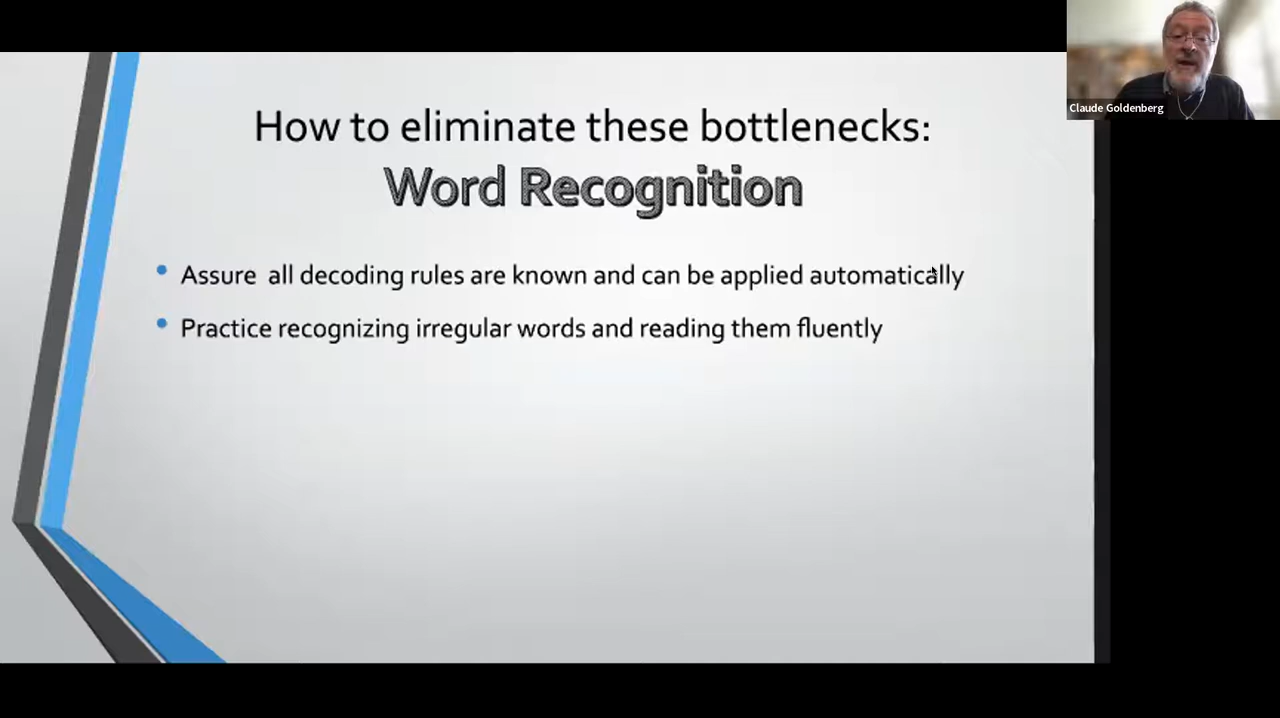 How to eliminate these bottlenecks:
Word Recognition
• Assure all decoding rules are known and can be applied automatically
• Practice recognizing irregular words and reading them fluently
Claude Goldenberg